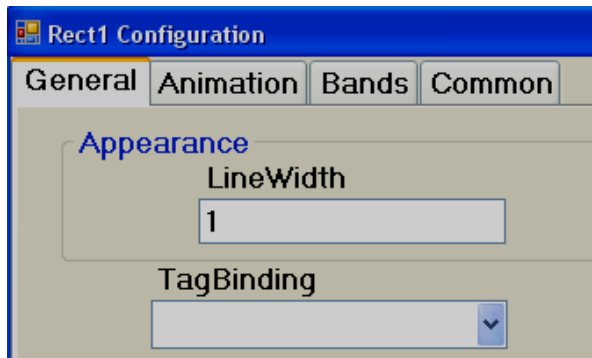 Rect1 Configuration
General Animation Bands Common
Appearance
LineWidth
1
TagBinding